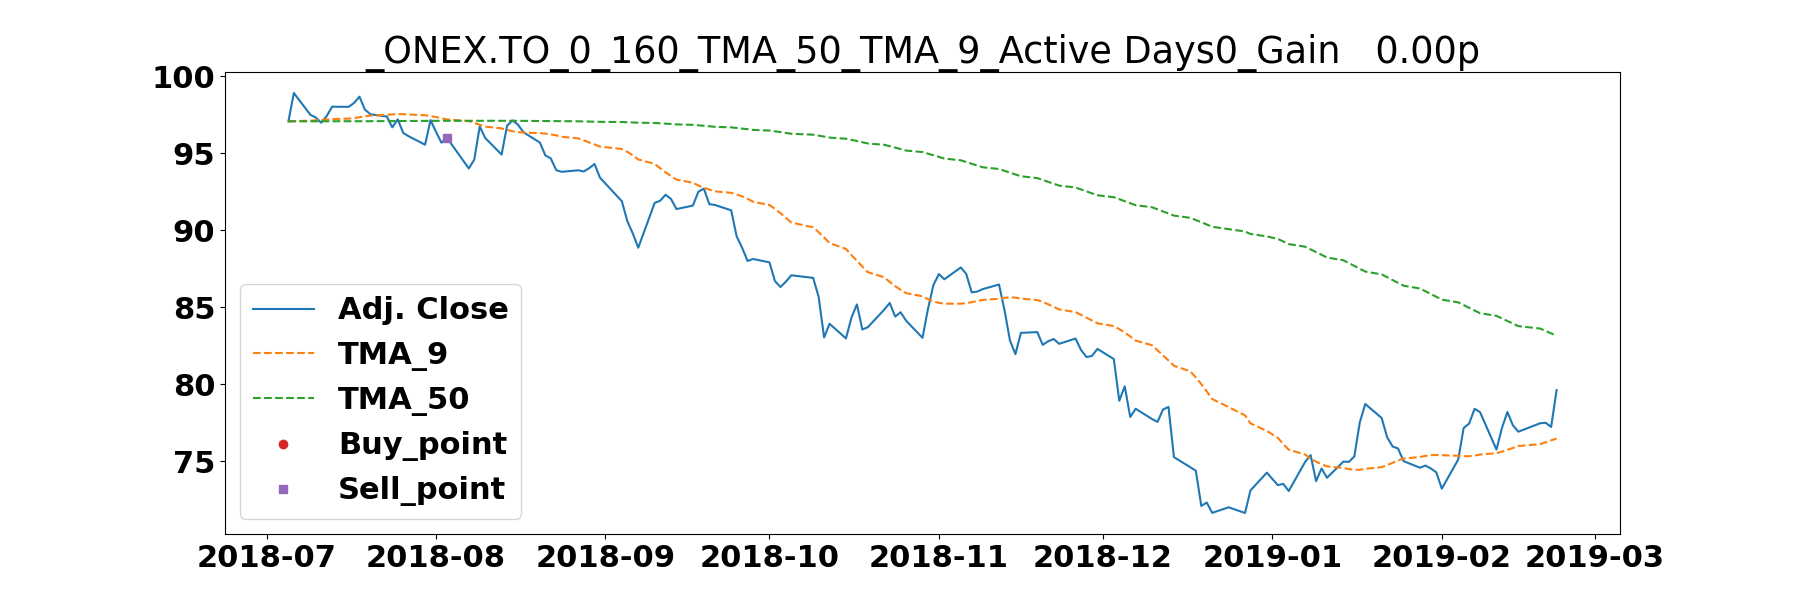 _ONEX.TO_0_160_TMA_50_TMA_9_Active Days0_Gain   0.00p
100
95
90
85
80
75
Adj. Close
TMA_9
TMA_50
Buy_point
Sell_point
2018-07 2018-08 2018-09 2018-10 2018-11 2018-12 2019-01 2019-02 2019-03